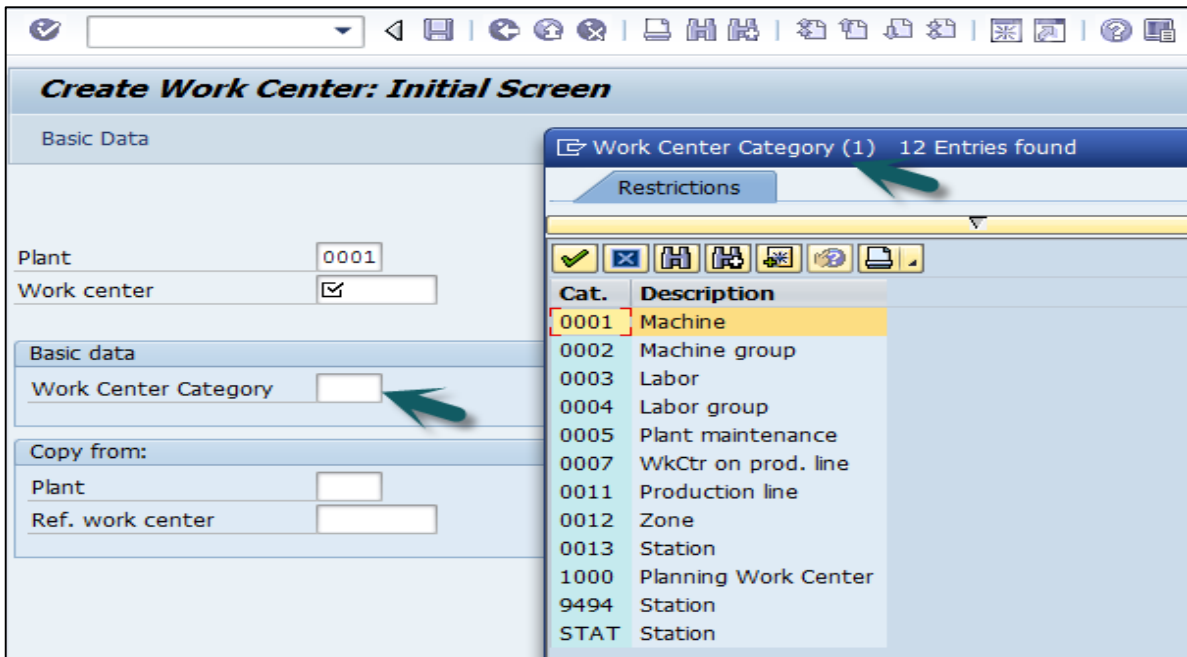 Create Work Center: Initial Screen
Basic Data
Plant 0001
Work center
Basic data
Work Center Category
Copy from:
Plant
Ref. work center
Work Center Category (1) 12 Entries found
Restrictions
Cat. Description
0001 Machine
0002 Machine group
0003 Labor
0004 Labor group
0005 Plant maintenance
0007 WkCtr on prod. line
0011 Production line
0012 Zone
0013 Station
1000 Planning Work Center
9494 Station
STAT Station